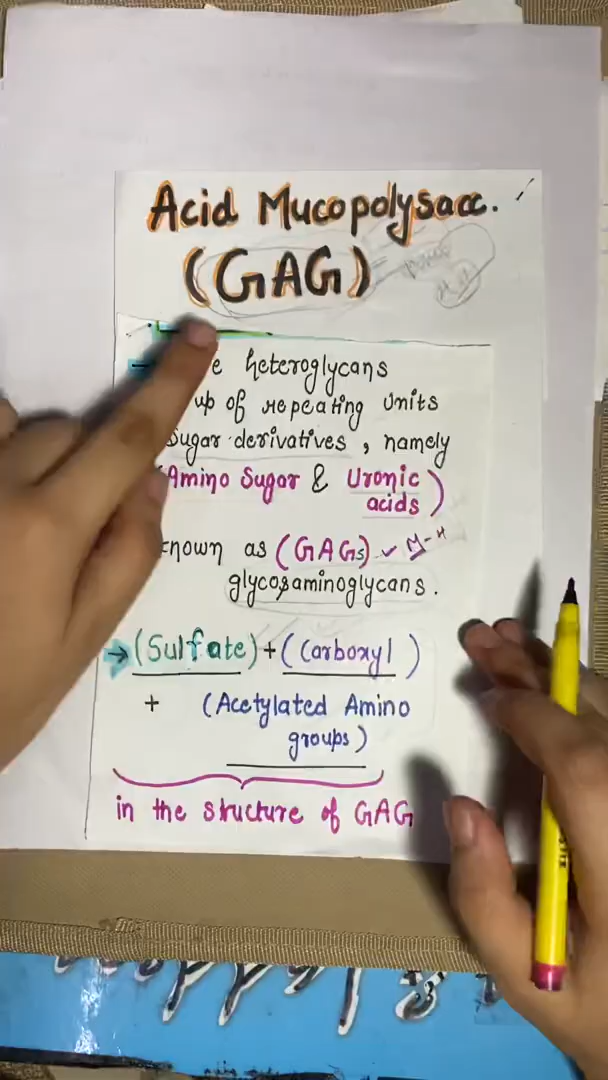 Acid Mucopolysacc.
(GAG)
heteroglycans
up of repeating units
Sugar derivatives, namely
(Amino Sugar & Uronic
acids)
known as (GAGs)
glycosaminoglycans.
→ (Sulfate) + (Carboxyl)
+ (Acetylated Amino
groups)
in the structure of GAG